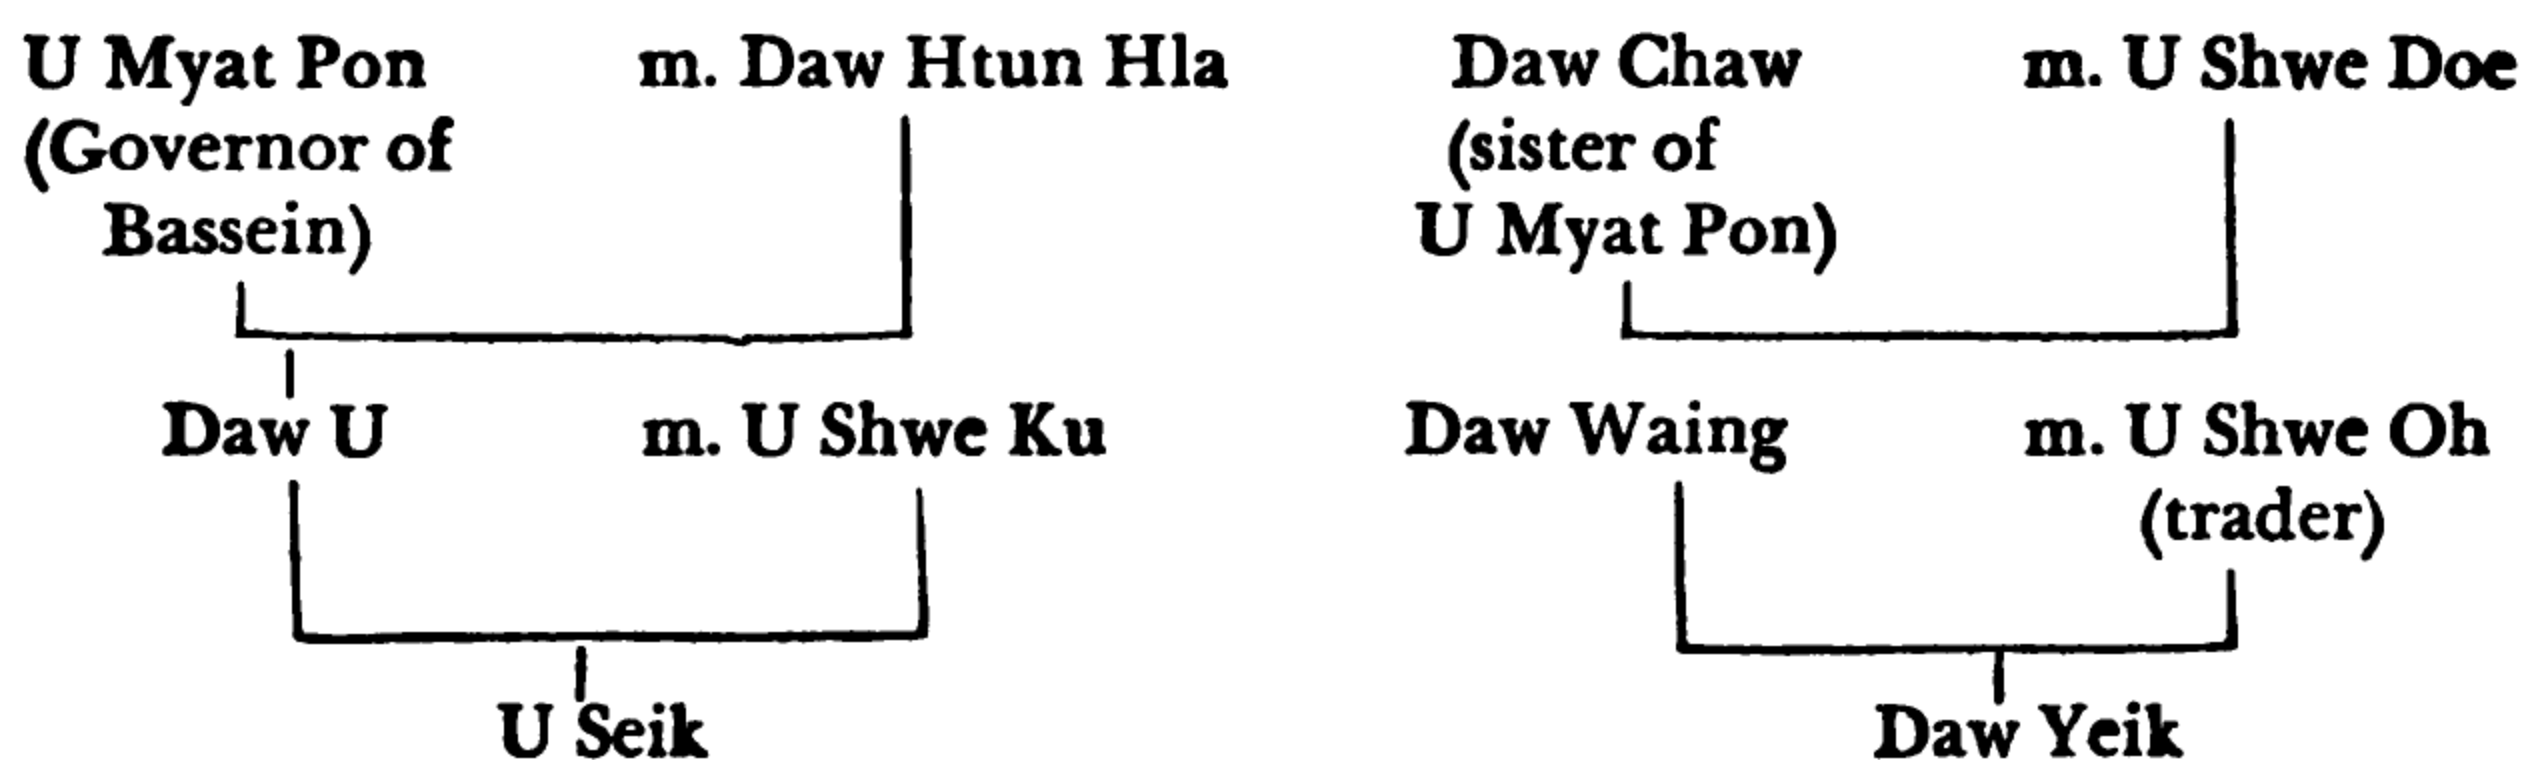 U Myat Pon m. Daw Htun Hla Daw Chaw m. U Shwe Doe
(Governor of (sister of
Bassein) U Myat Pon)
Daw U m. U Shwe Ku Daw Waing m. U Shwe Oh
(trader)
U Seik Daw Yeik